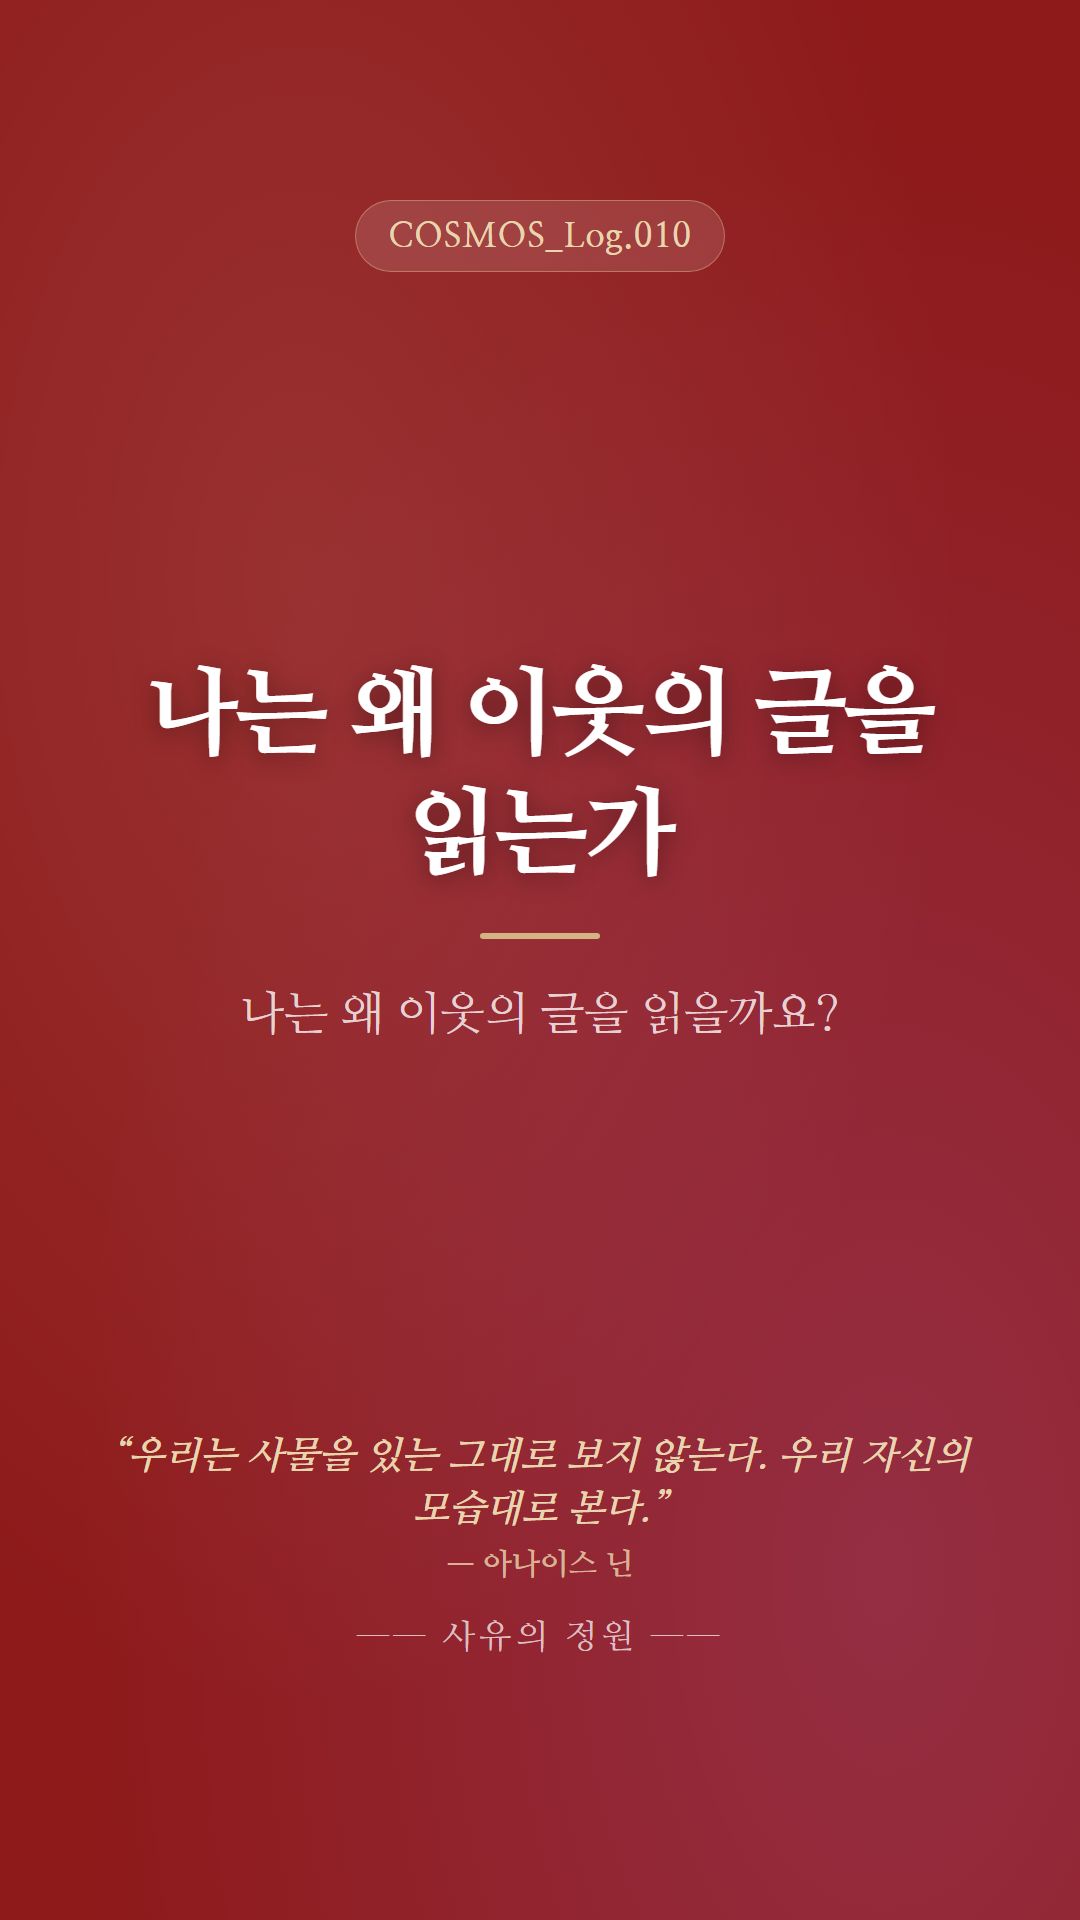 COSMOS_Log.010
나는 왜 이웃의 글을
읽는가
나는 왜 이웃의 글을 읽을까요?
“우리는 사물을 있는 그대로 보지 않는다. 우리 자신의
모습대로 본다.”
— 아나이스 닌
—— 사유의 정원 ——